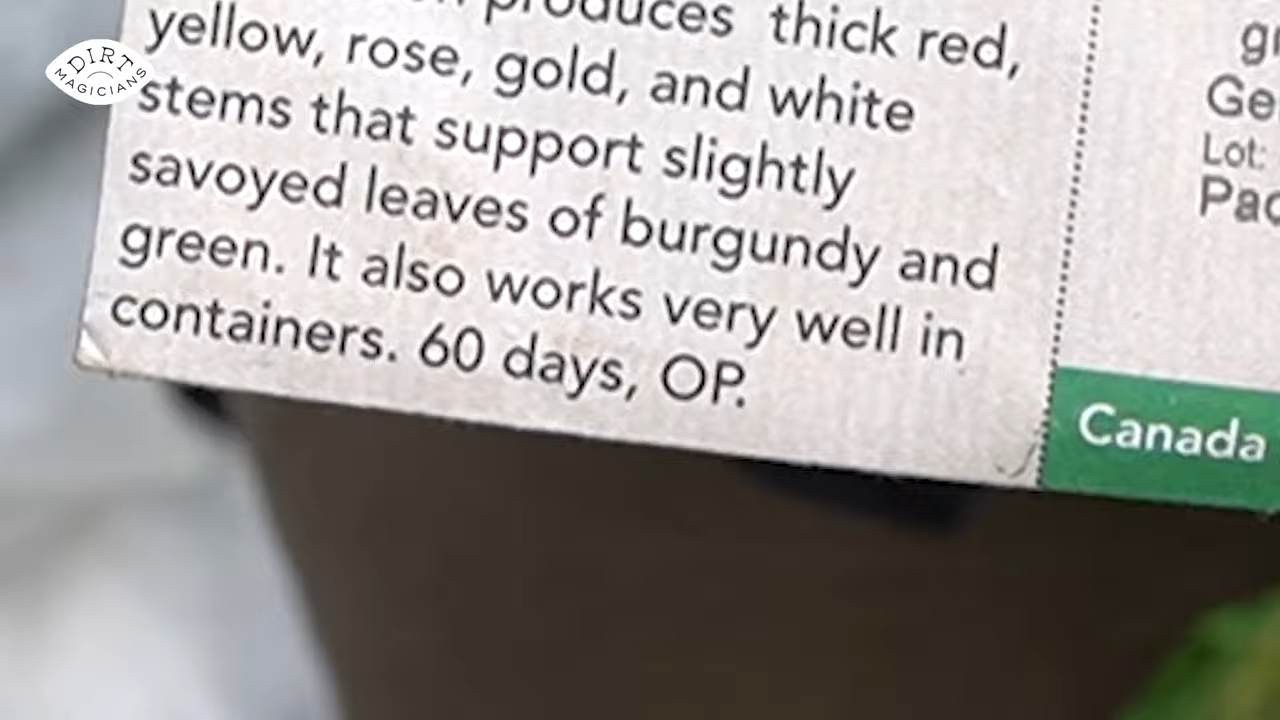 DIRT
MAGICIANS
produces thick red,
yellow, rose, gold, and white
stems that support slightly
savoyed leaves of burgundy and
green. It also works very well in
containers. 60 days, OP.
Lot:
Canada